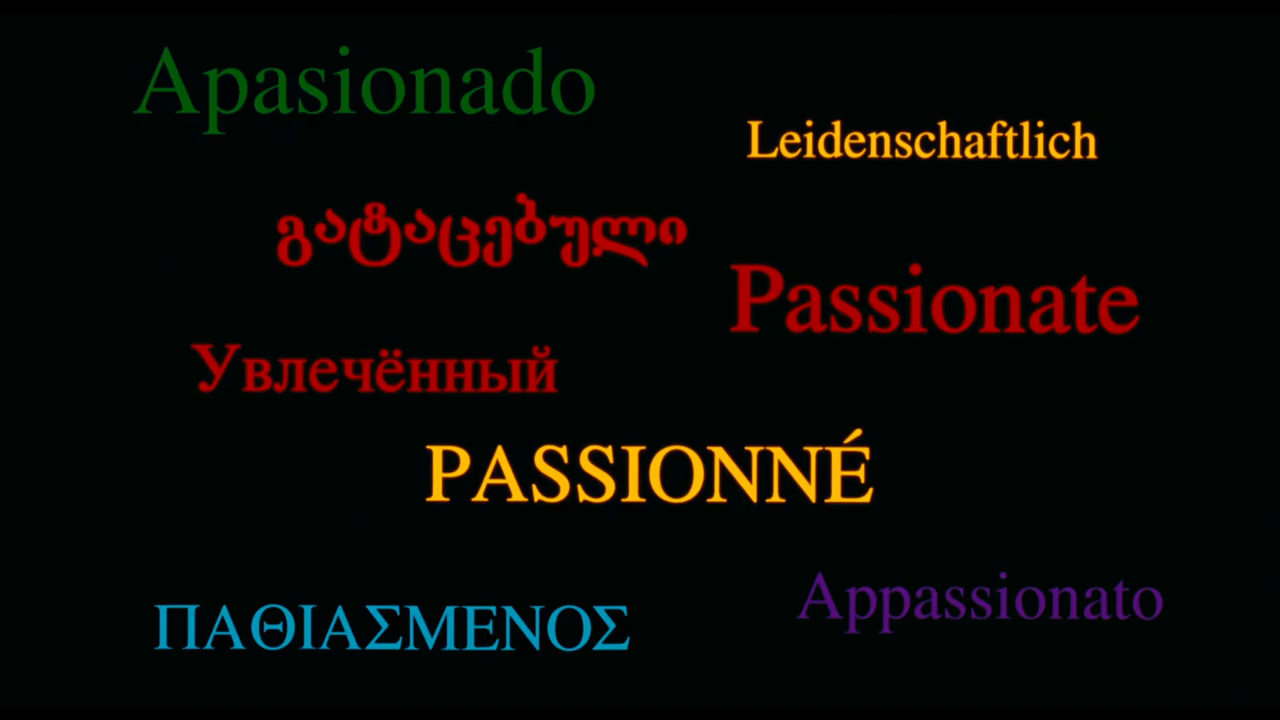 Apasionado
Leidenschaftlich
გატაცებული
Passionate
Увлечённый
PASSIONNÉ
ΠΑΘΙΑΣΜΕΝΟΣ
Appassionato